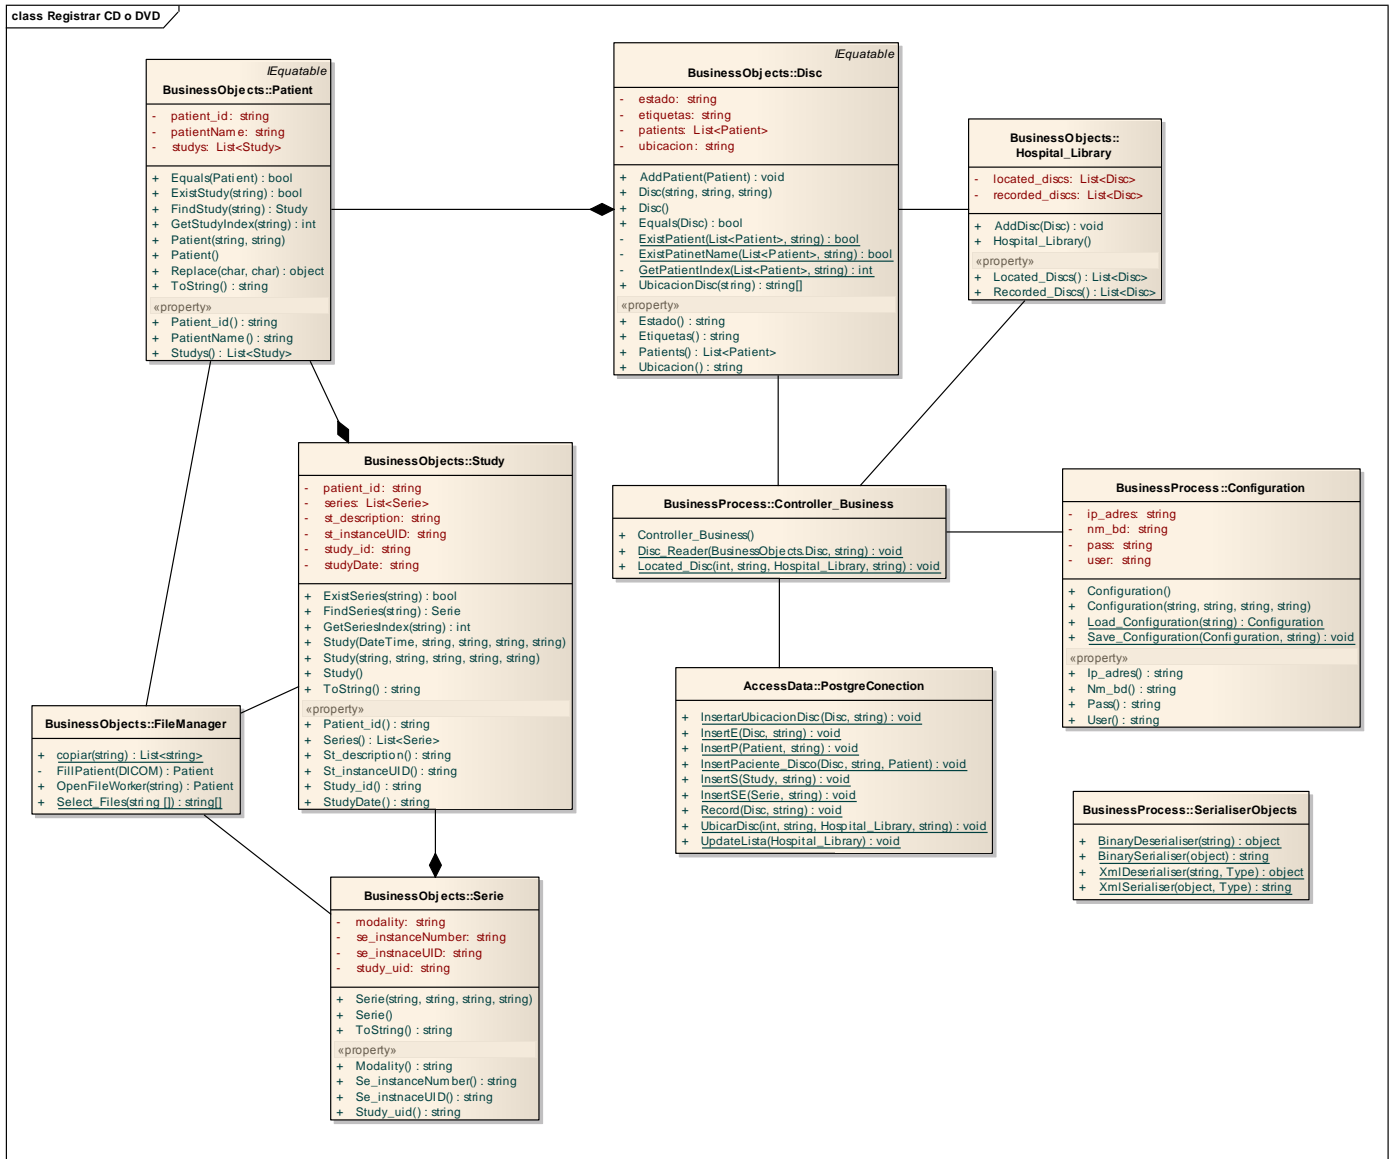 class Registrar CD o DVD
IEquatable
BusinessObjects::Patient
- patient_id: string
- patientName: string
- studys: List<Study>
+ Equals(Patient) : bool
+ ExistStudy(string) : bool
+ FindStudy(string) : Study
+ GetStudyIndex(string) : int
+ Patient(string, string)
+ Patient()
+ Replace(char, char) : object
+ ToString() : string
«property»
+ Patient_id() : string
+ PatientName() : string
+ Studys() : List<Study>
IEquatable
BusinessObjects::Disc
- estado: string
- etiquetas: string
- patients: List<Patient>
- ubicacion: string
+ AddPatient(Patient) : void
+ Disc(string, string, string)
+ Disc()
+ Equals(Disc) : bool
- ExistPatient(List<Patient>, string) : bool
- ExistPatinetName(List<Patient>, string) : bool
- GetPatientIndex(List<Patient>, string) : int
+ UbicacionDisc(string) : string[]
«property»
+ Estado() : string
+ Etiquetas() : string
+ Patients() : List<Patient>
+ Ubicacion() : string
BusinessObjects::
Hospital_Library
- located_discs: List<Disc>
- recorded_discs: List<Disc>
+ AddDisc(Disc) : void
+ Hospital_Library()
«property»
+ Located_Discs() : List<Disc>
+ Recorded_Discs() : List<Disc>
BusinessObjects::Study
- patient_id: string
- series: List<Serie>
- st_description: string
- st_instanceUID: string
- study_id: string
- studyDate: string
+ ExistSeries(string) : bool
+ FindSeries(string) : Serie
+ GetSeriesIndex(string) : int
+ Study(DateTime, string, string, string, string)
+ Study(string, string, string, string, string)
+ Study()
+ ToString() : string
«property»
+ Patient_id() : string
+ Series() : List<Serie>
+ St_description() : string
+ St_instanceUID() : string
+ Study_id() : string
+ StudyDate() : string
BusinessProcess::Controller_Business
+ Controller_Business()
+ Disc_Reader(BusinessObjects.Disc, string) : void
+ Located_Disc(int, string, Hospital_Library, string) : void
BusinessProcess::Configuration
- ip_adres: string
- nm_bd: string
- pass: string
- user: string
+ Configuration()
+ Configuration(string, string, string, string)
+ Load_Configuration(string) : Configuration
+ Save_Configuration(Configuration, string) : void
«property»
+ Ip_adres() : string
+ Nm_bd() : string
+ Pass() : string
+ User() : string
BusinessObjects::FileManager
+ copiar(string) : List<string>
- FillPatient(DICOM) : Patient
+ OpenFileWorker(string) : Patient
+ Select_Files(string []) : string[]
AccessData::PostgreConection
+ InsertarUbicacionDisc(Disc, string) : void
+ InsertE(Disc, string) : void
+ InsertP(Patient, string) : void
+ InsertPaciente_Disco(Disc, string, Patient) : void
+ InsertS(Study, string) : void
+ InsertSE(Serie, string) : void
+ Record(Disc, string) : void
+ UbicarDisc(int, string, Hospital_Library, string) : void
+ UpdateLista(Hospital_Library) : void
BusinessProcess::SerialiserObjects
+ BinaryDeserialiser(string) : object
+ BinarySerialiser(object) : string
+ XmlDeserialiser(string, Type) : object
+ XmlSerialiser(object, Type) : string
BusinessObjects::Serie
- modality: string
- se_instanceNumber: string
- se_instnaceUID: string
- study_uid: string
+ Serie(string, string, string, string)
+ Serie()
+ ToString() : string
«property»
+ Modality() : string
+ Se_instanceNumber() : string
+ Se_instnaceUID() : string
+ Study_uid() : string